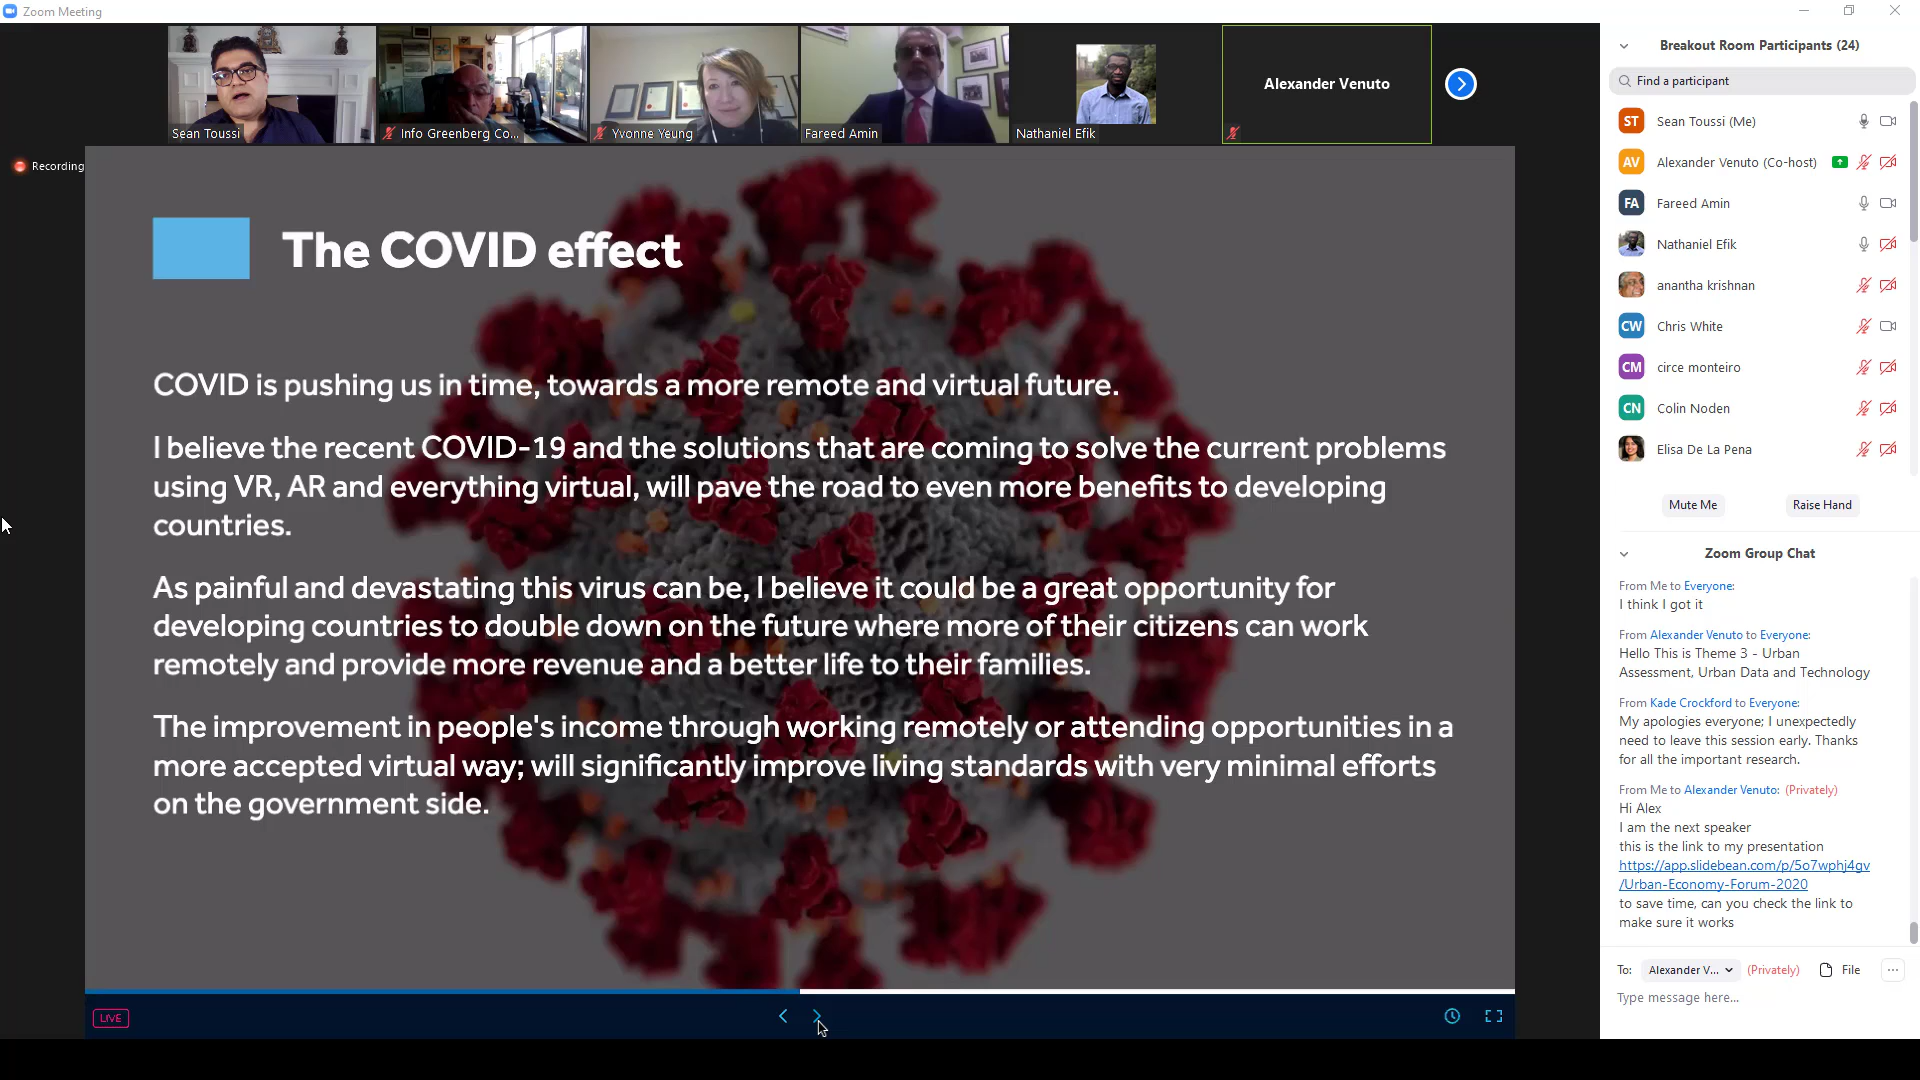 Zoom Meeting
Sean Toussi
Info Greenberg Co...
Yvonne Yeung
Fareed Amin
Nathaniel Efik
Alexander Venuto
Recording
The COVID effect
COVID is pushing us in time, towards a more remote and virtual future.
I believe the recent COVID-19 and the solutions that are coming to solve the current problems
using VR, AR and everything virtual, will pave the road to even more benefits to developing
countries.
As painful and devastating this virus can be, I believe it could be a great opportunity for
developing countries to double down on the future where more of their citizens can work
remotely and provide more revenue and a better life to their families.
The improvement in people's income through working remotely or attending opportunities in a
more accepted virtual way; will significantly improve living standards with very minimal efforts
on the government side.
LIVE
Breakout Room Participants (24)
Find a participant
ST Sean Toussi (Me)
AV Alexander Venuto (Co-host)
FA Fareed Amin
Nathaniel Efik
anantha krishnan
CW Chris White
CM circe monteiro
CN Colin Noden
Elisa De La Pena
Mute Me Raise Hand
Zoom Group Chat
From Me to Everyone:
I think I got it
From Alexander Venuto to Everyone:
Hello This is Theme 3 - Urban
Assessment, Urban Data and Technology
From Kade Crockford to Everyone:
My apologies everyone; I unexpectedly
need to leave this session early. Thanks
for all the important research.
From Me to Alexander Venuto: (Privately)
Hi Alex
I am the next speaker
this is the link to my presentation
https://app.slidebean.com/p/5o7wphj4gv
/Urban-Economy-Forum-2020
to save time, can you check the link to
make sure it works
To: Alexander V... (Privately) File ...
Type message here...